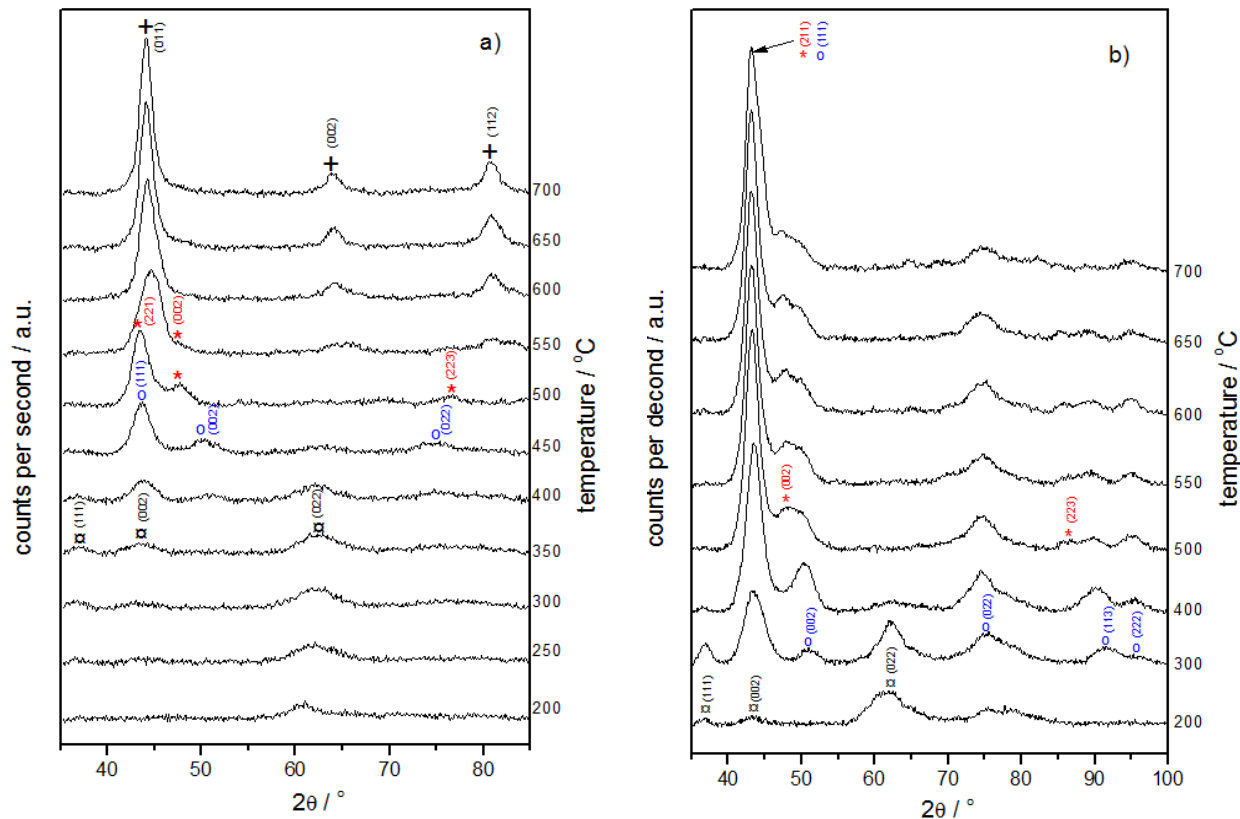 a)
+
(011)
+
(002)
+
(112)
700
650
600
* (221)
* (002)
550
*
* (223)
500
o (111)
o (002)
o (022)
450
400
¤ (111)
¤ (002)
¤ (022)
350
300
250
200
counts per second / a.u.
temperature / °C
40 50 60 70 80
2θ / °
b)
* (211)
o (111)
700
650
600
550
* (002)
* (223)
500
400
o (002)
o (022)
o (113)
o (222)
300
¤ (111)
¤ (002)
¤ (022)
200
counts per decond / a.u.
temperature / °C
40 50 60 70 80 90 100
2θ / °